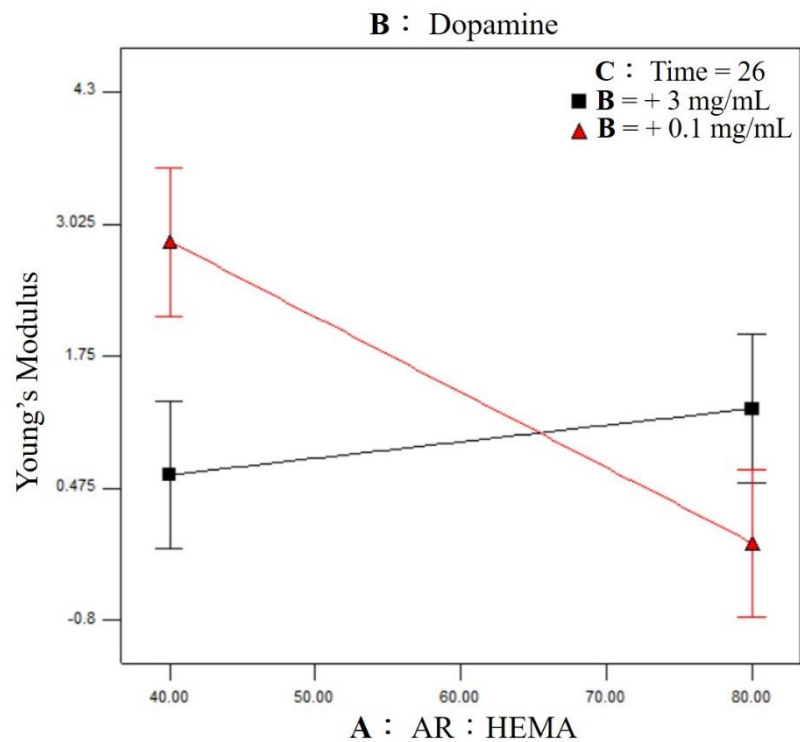 B： Dopamine
C： Time = 26
B = + 3 mg/mL
B = + 0.1 mg/mL
4.3
3.025
1.75
0.475
-0.8
Young’s Modulus
40.00 50.00 60.00 70.00 80.00
A： AR：HEMA